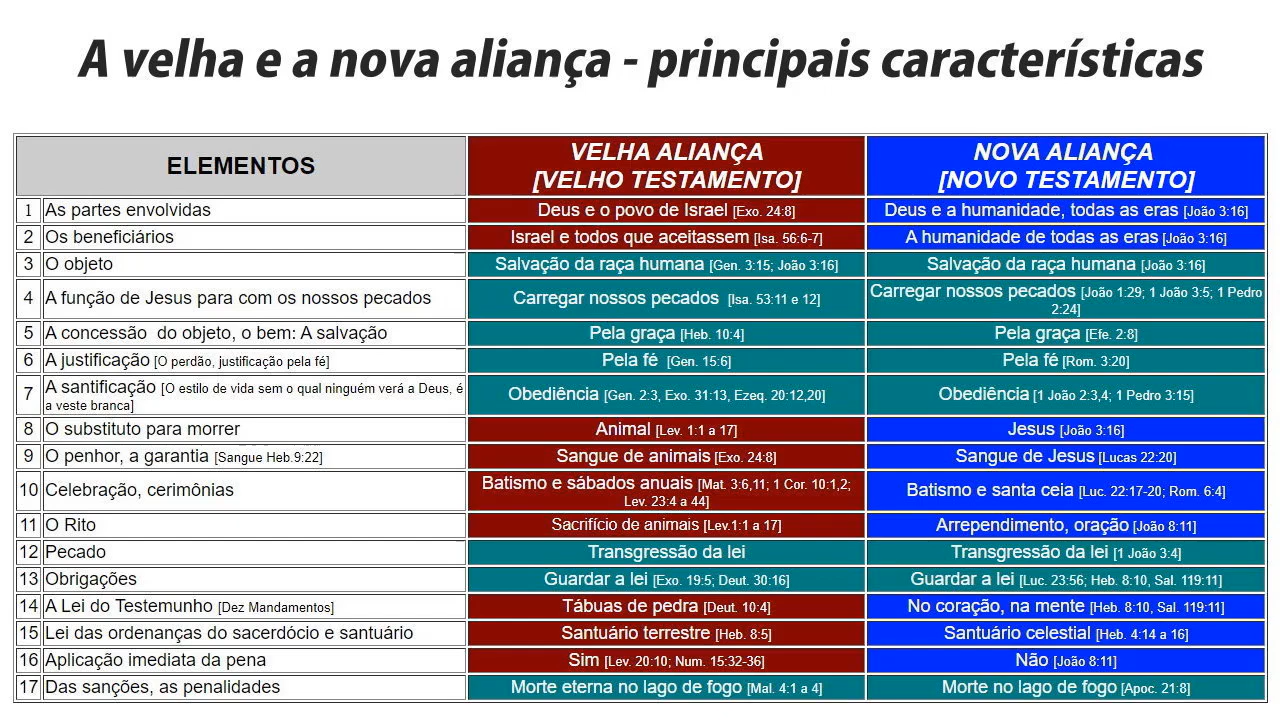 A velha e a nova aliança - principais características
ELEMENTOS
VELHA ALIANÇA
[VELHO TESTAMENTO]
NOVA ALIANÇA
[NOVO TESTAMENTO]
1 As partes envolvidas Deus e o povo de Israel [Exo. 24:8] Deus e a humanidade, todas as eras [João 3:16]
2 Os beneficiários Israel e todos que aceitassem [Isa. 56:6-7] A humanidade de todas as eras [João 3:16]
3 O objeto Salvação da raça humana [Gen. 3:15; João 3:16] Salvação da raça humana [João 3:16]
4 A função de Jesus para com os nossos pecados Carregar nossos pecados [Isa. 53:11 e 12] Carregar nossos pecados [João 1:29; 1 João 3:5; 1 Pedro
2:24]
5 A concessão do objeto, o bem: A salvação Pela graça [Heb. 10:4] Pela graça [Efe. 2:8]
6 A justificação [O perdão, justificação pela fé] Pela fé [Gen. 15:6] Pela fé [Rom. 3:20]
7 A santificação [O estilo de vida sem o qual ninguém verá a Deus, é
a veste branca] Obediência [Gen. 2:3, Exo. 31:13, Ezeq. 20:12,20] Obediência [1 João 2:3,4; 1 Pedro 3:15]
8 O substituto para morrer Animal [Lev. 1:1 a 17] Jesus [João 3:16]
9 O penhor, a garantia [Sangue Heb.9:22] Sangue de animais [Exo. 24:8] Sangue de Jesus [Lucas 22:20]
10 Celebração, cerimônias Batismo e sábados anuais [Mat. 3:6,11; 1 Cor. 10:1,2;
Lev. 23:4 a 44] Batismo e santa ceia [Luc. 22:17-20; Rom. 6:4]
11 O Rito Sacrifício de animais [Lev.1:1 a 17] Arrependimento, oração [João 8:11]
12 Pecado Transgressão da lei Transgressão da lei [1 João 3:4]
13 Obrigações Guardar a lei [Exo. 19:5; Deut. 30:16] Guardar a lei [Luc. 23:56; Heb. 8:10, Sal. 119:11]
14 A Lei do Testemunho [Dez Mandamentos] Tábuas de pedra [Deut. 10:4] No coração, na mente [Heb. 8:10, Sal. 119:11]
15 Lei das ordenanças do sacerdócio e santuário Santuário terrestre [Heb. 8:5] Santuário celestial [Heb. 4:14 a 16]
16 Aplicação imediata da pena Sim [Lev. 20:10; Num. 15:32-36] Não [João 8:11]
17 Das sanções, as penalidades Morte eterna no lago de fogo [Mal. 4:1 a 4] Morte no lago de fogo [Apoc. 21:8]